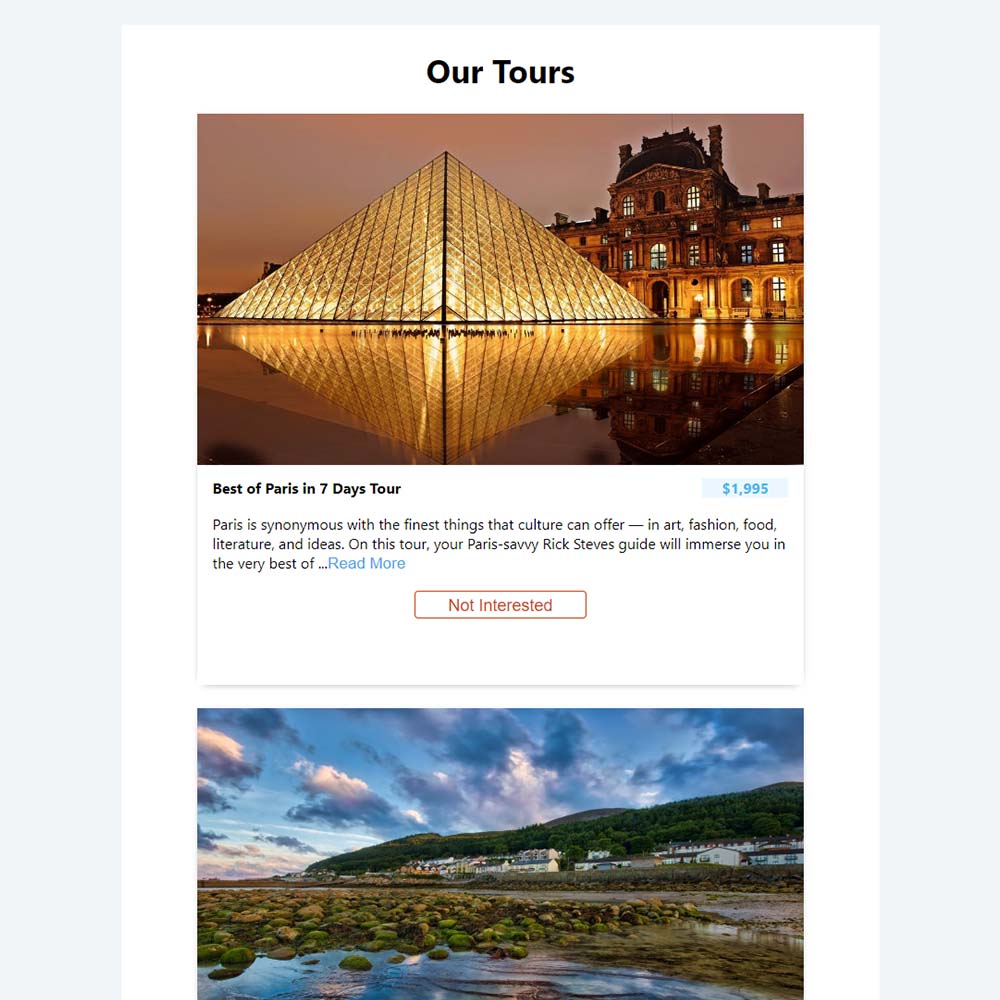 Our Tours
Best of Paris in 7 Days Tour
$1,995
Paris is synonymous with the finest things that culture can offer — in art, fashion, food,
literature, and ideas. On this tour, your Paris-savvy Rick Steves guide will immerse you in
the very best of ...Read More
Not Interested